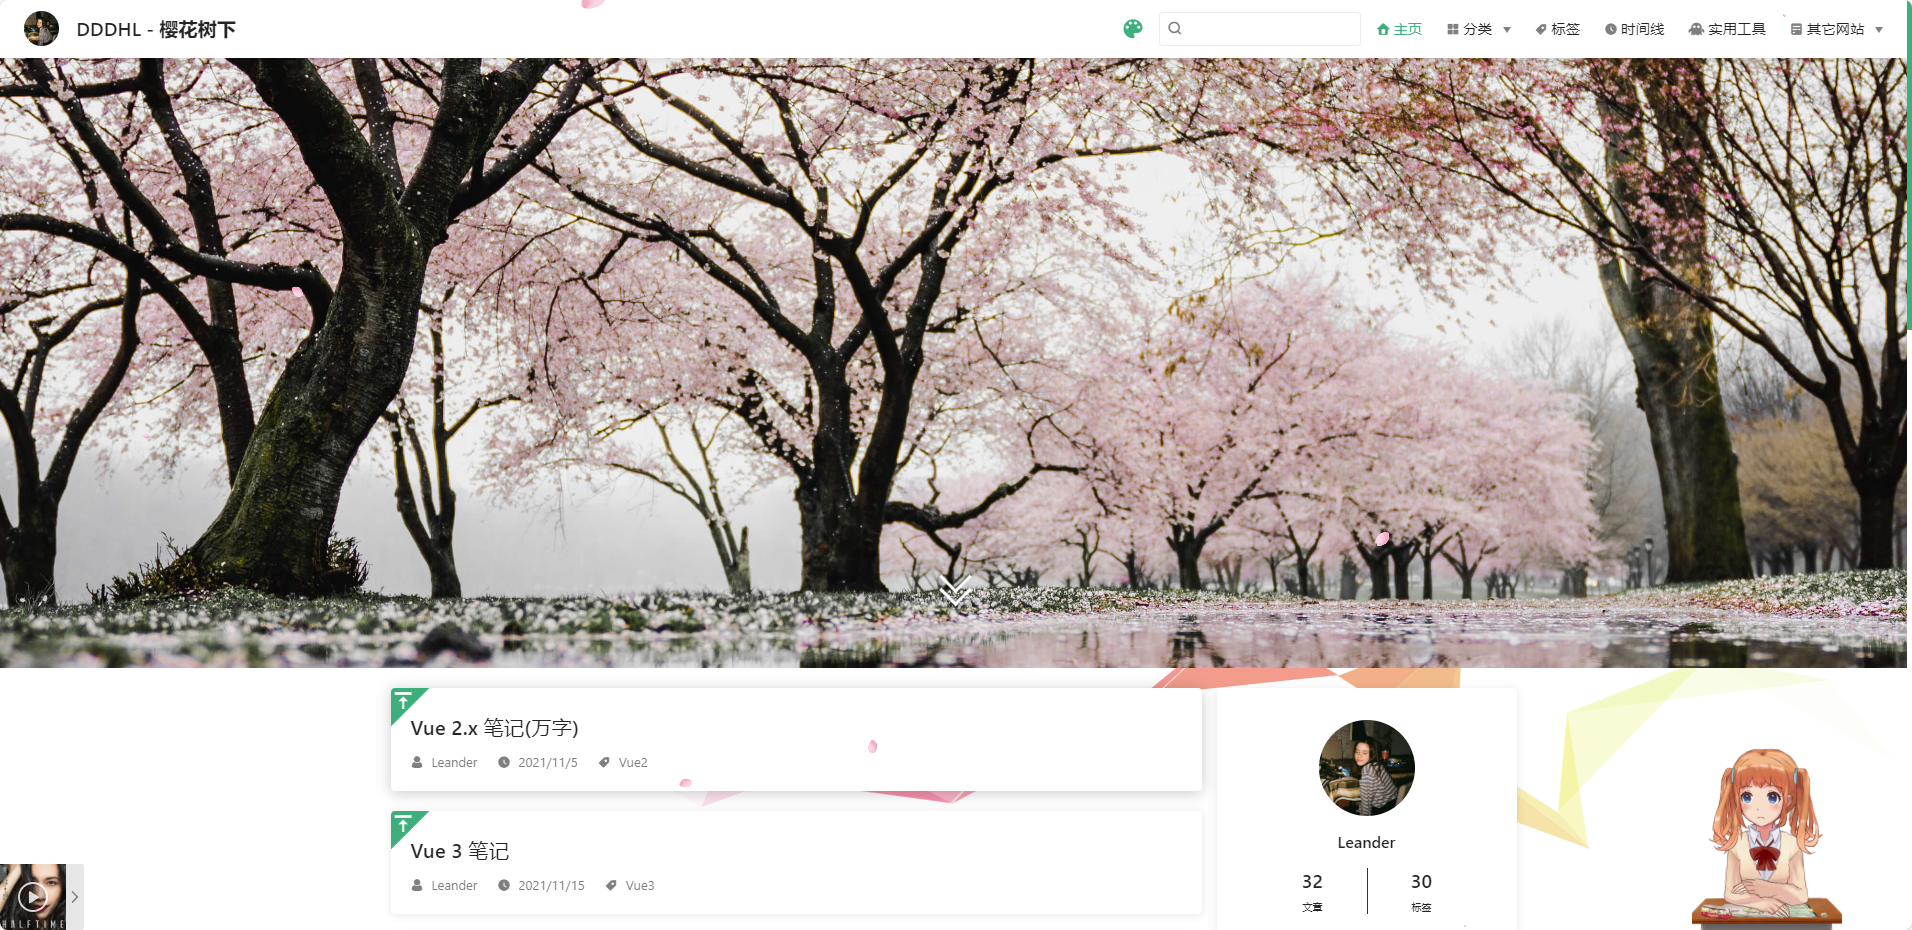 DDDHL - 樱花树下
主页 分类 标签 时间线 实用工具 其它网站
Vue 2.x 笔记(万字)
Leander 2021/11/5 Vue2
Vue 3 笔记
Leander 2021/11/15 Vue3
Leander
32 30
文章 标签
HALFTIME